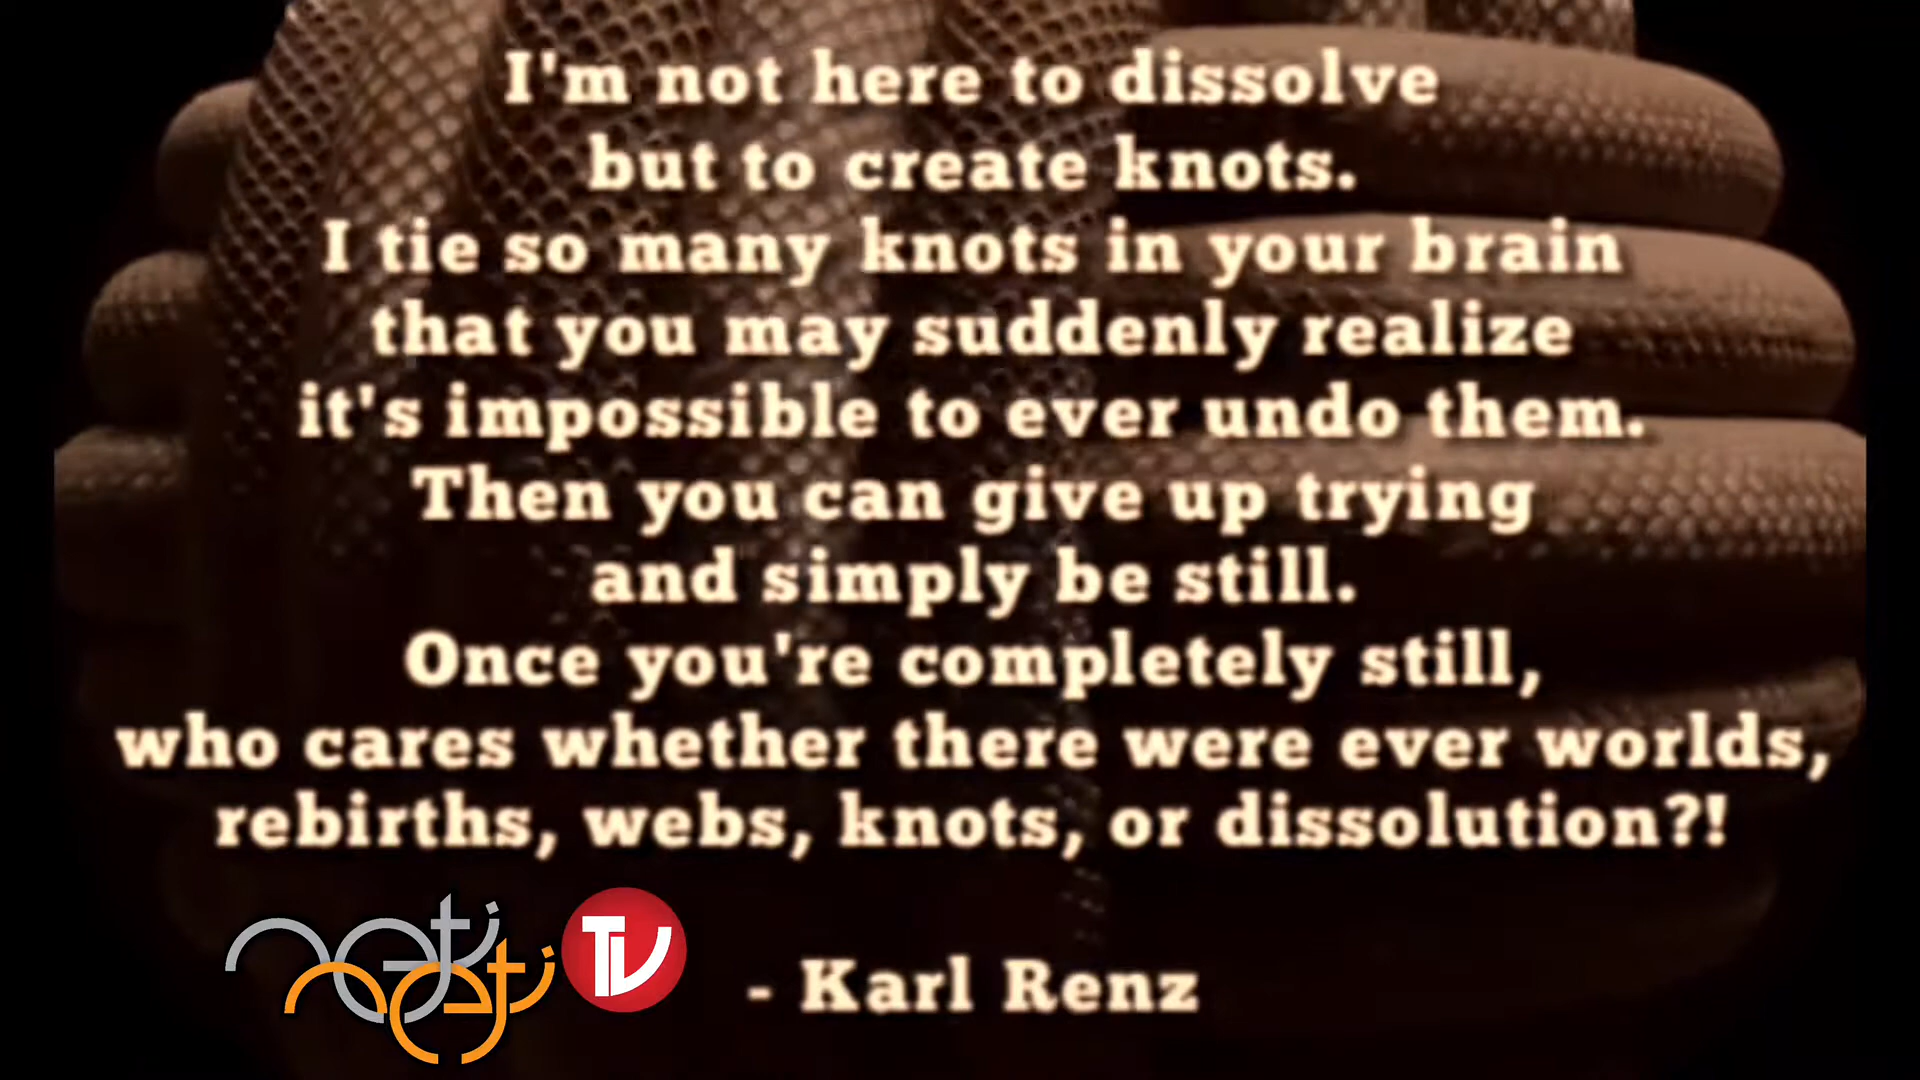 I'm not here to dissolve
but to create knots.
I tie so many knots in your brain
that you may suddenly realize
it's impossible to ever undo them.
Then you can give up trying
and simply be still.
Once you're completely still,
who cares whether there were ever worlds,
rebirths, webs, knots, or dissolution?!
neti
neti
TV
- Karl Renz